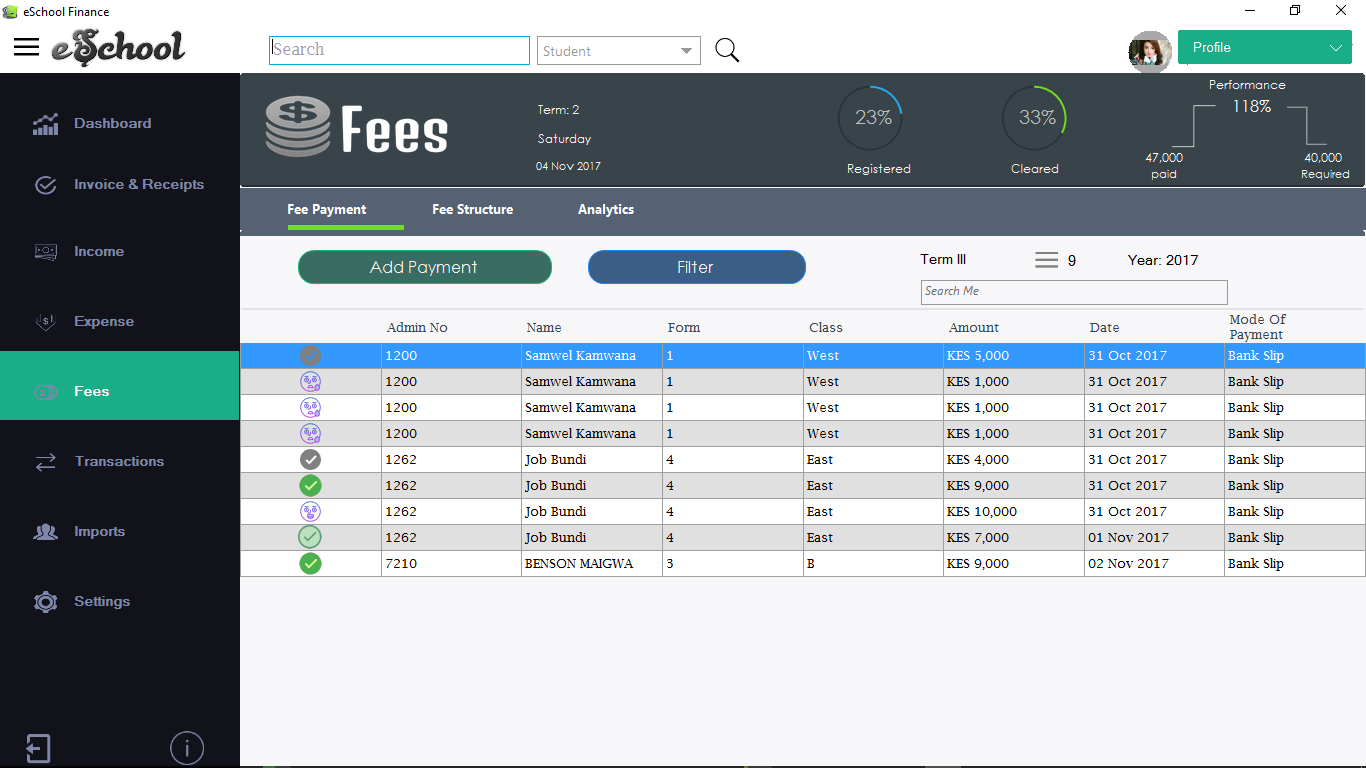 eSchool Finance
eSchool
Search
Student
Profile
Dashboard
Invoice & Receipts
Income
Expense
Fees
Transactions
Imports
Settings
Fees
Term: 2
Saturday
04 Nov 2017
23%
Registered
33%
Cleared
Performance
118%
47,000
paid
40,000
Required
Fee Payment Fee Structure Analytics
Add Payment Filter
Term III 9 Year: 2017
Search Me
Admin No Name Form Class Amount Date Mode Of
Payment
1200 Samwel Kamwana 1 West KES 5,000 31 Oct 2017 Bank Slip
1200 Samwel Kamwana 1 West KES 1,000 31 Oct 2017 Bank Slip
1200 Samwel Kamwana 1 West KES 1,000 31 Oct 2017 Bank Slip
1200 Samwel Kamwana 1 West KES 1,000 31 Oct 2017 Bank Slip
1262 Job Bundi 4 East KES 4,000 31 Oct 2017 Bank Slip
1262 Job Bundi 4 East KES 9,000 31 Oct 2017 Bank Slip
1262 Job Bundi 4 East KES 10,000 31 Oct 2017 Bank Slip
1262 Job Bundi 4 East KES 7,000 01 Nov 2017 Bank Slip
7210 BENSON MAIGWA 3 B KES 9,000 02 Nov 2017 Bank Slip